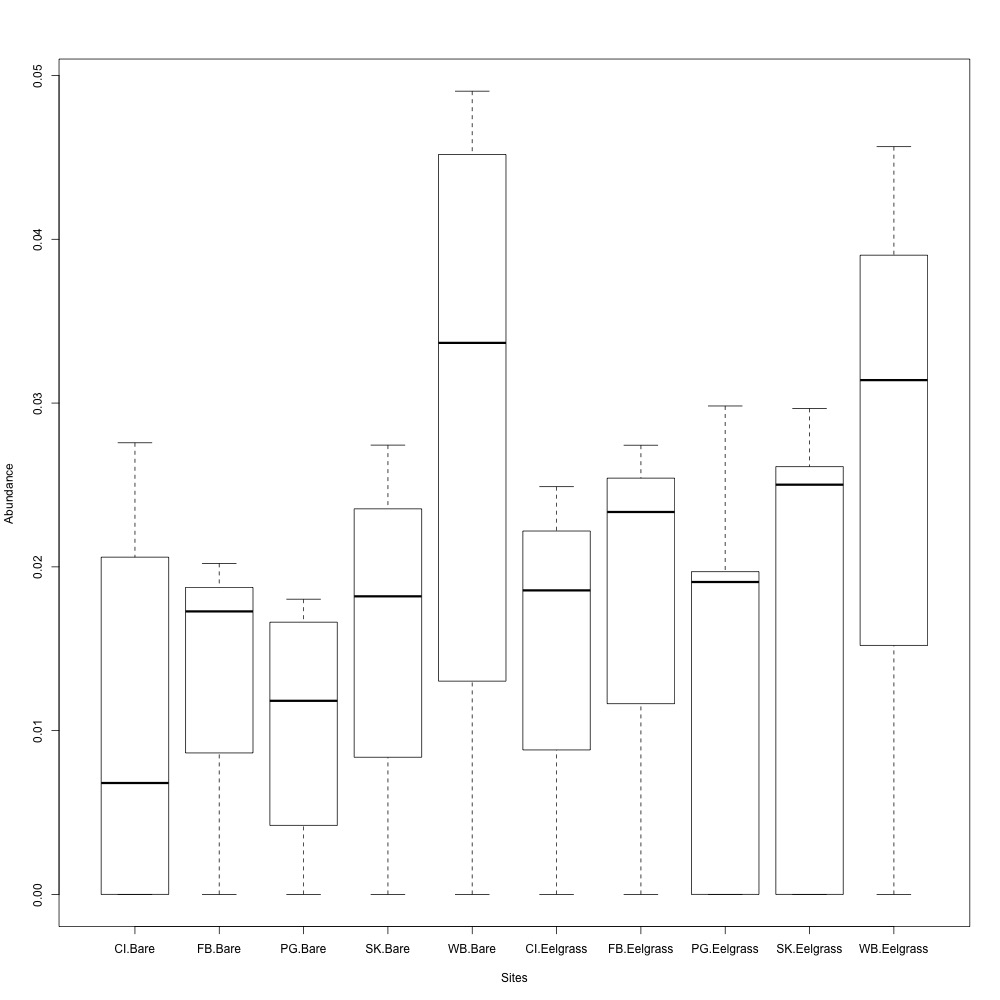 0.05
0.04
0.03
0.02
0.01
0.00
Abundance
CI.Bare FB.Bare PG.Bare SK.Bare WB.Bare CI.Eelgrass FB.Eelgrass PG.Eelgrass SK.Eelgrass WB.Eelgrass
Sites